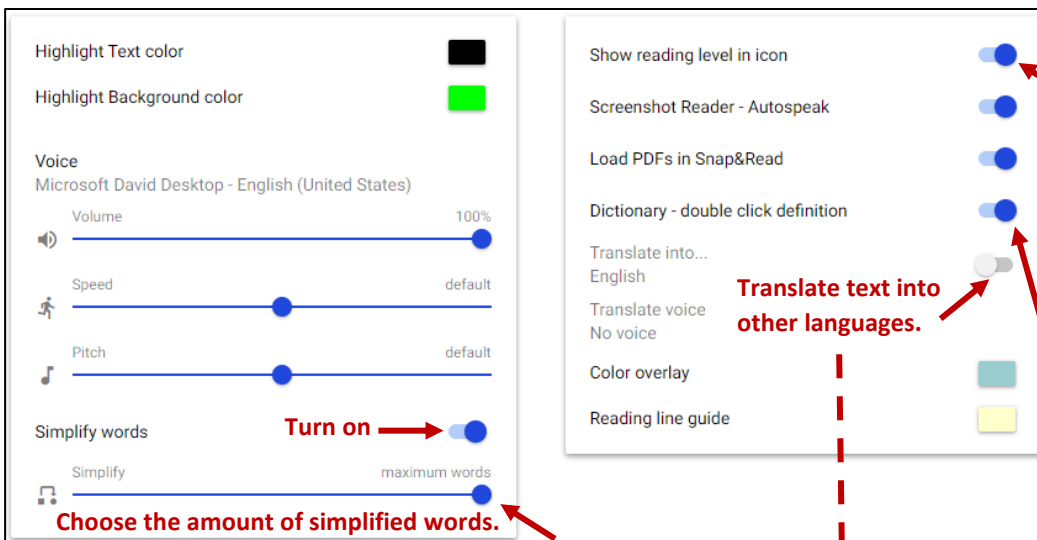 Highlight Text color
Highlight Background color
Voice
Microsoft David Desktop - English (United States)
Volume 100%
Speed default
Pitch default
Simplify words Turn on
Simplify maximum words
Choose the amount of simplified words.
Show reading level in icon
Screenshot Reader - Autospeak
Load PDFs in Snap&Read
Dictionary - double click definition
Translate into...
English
Translate voice
No voice
Translate text into
other languages.
Color overlay
Reading line guide